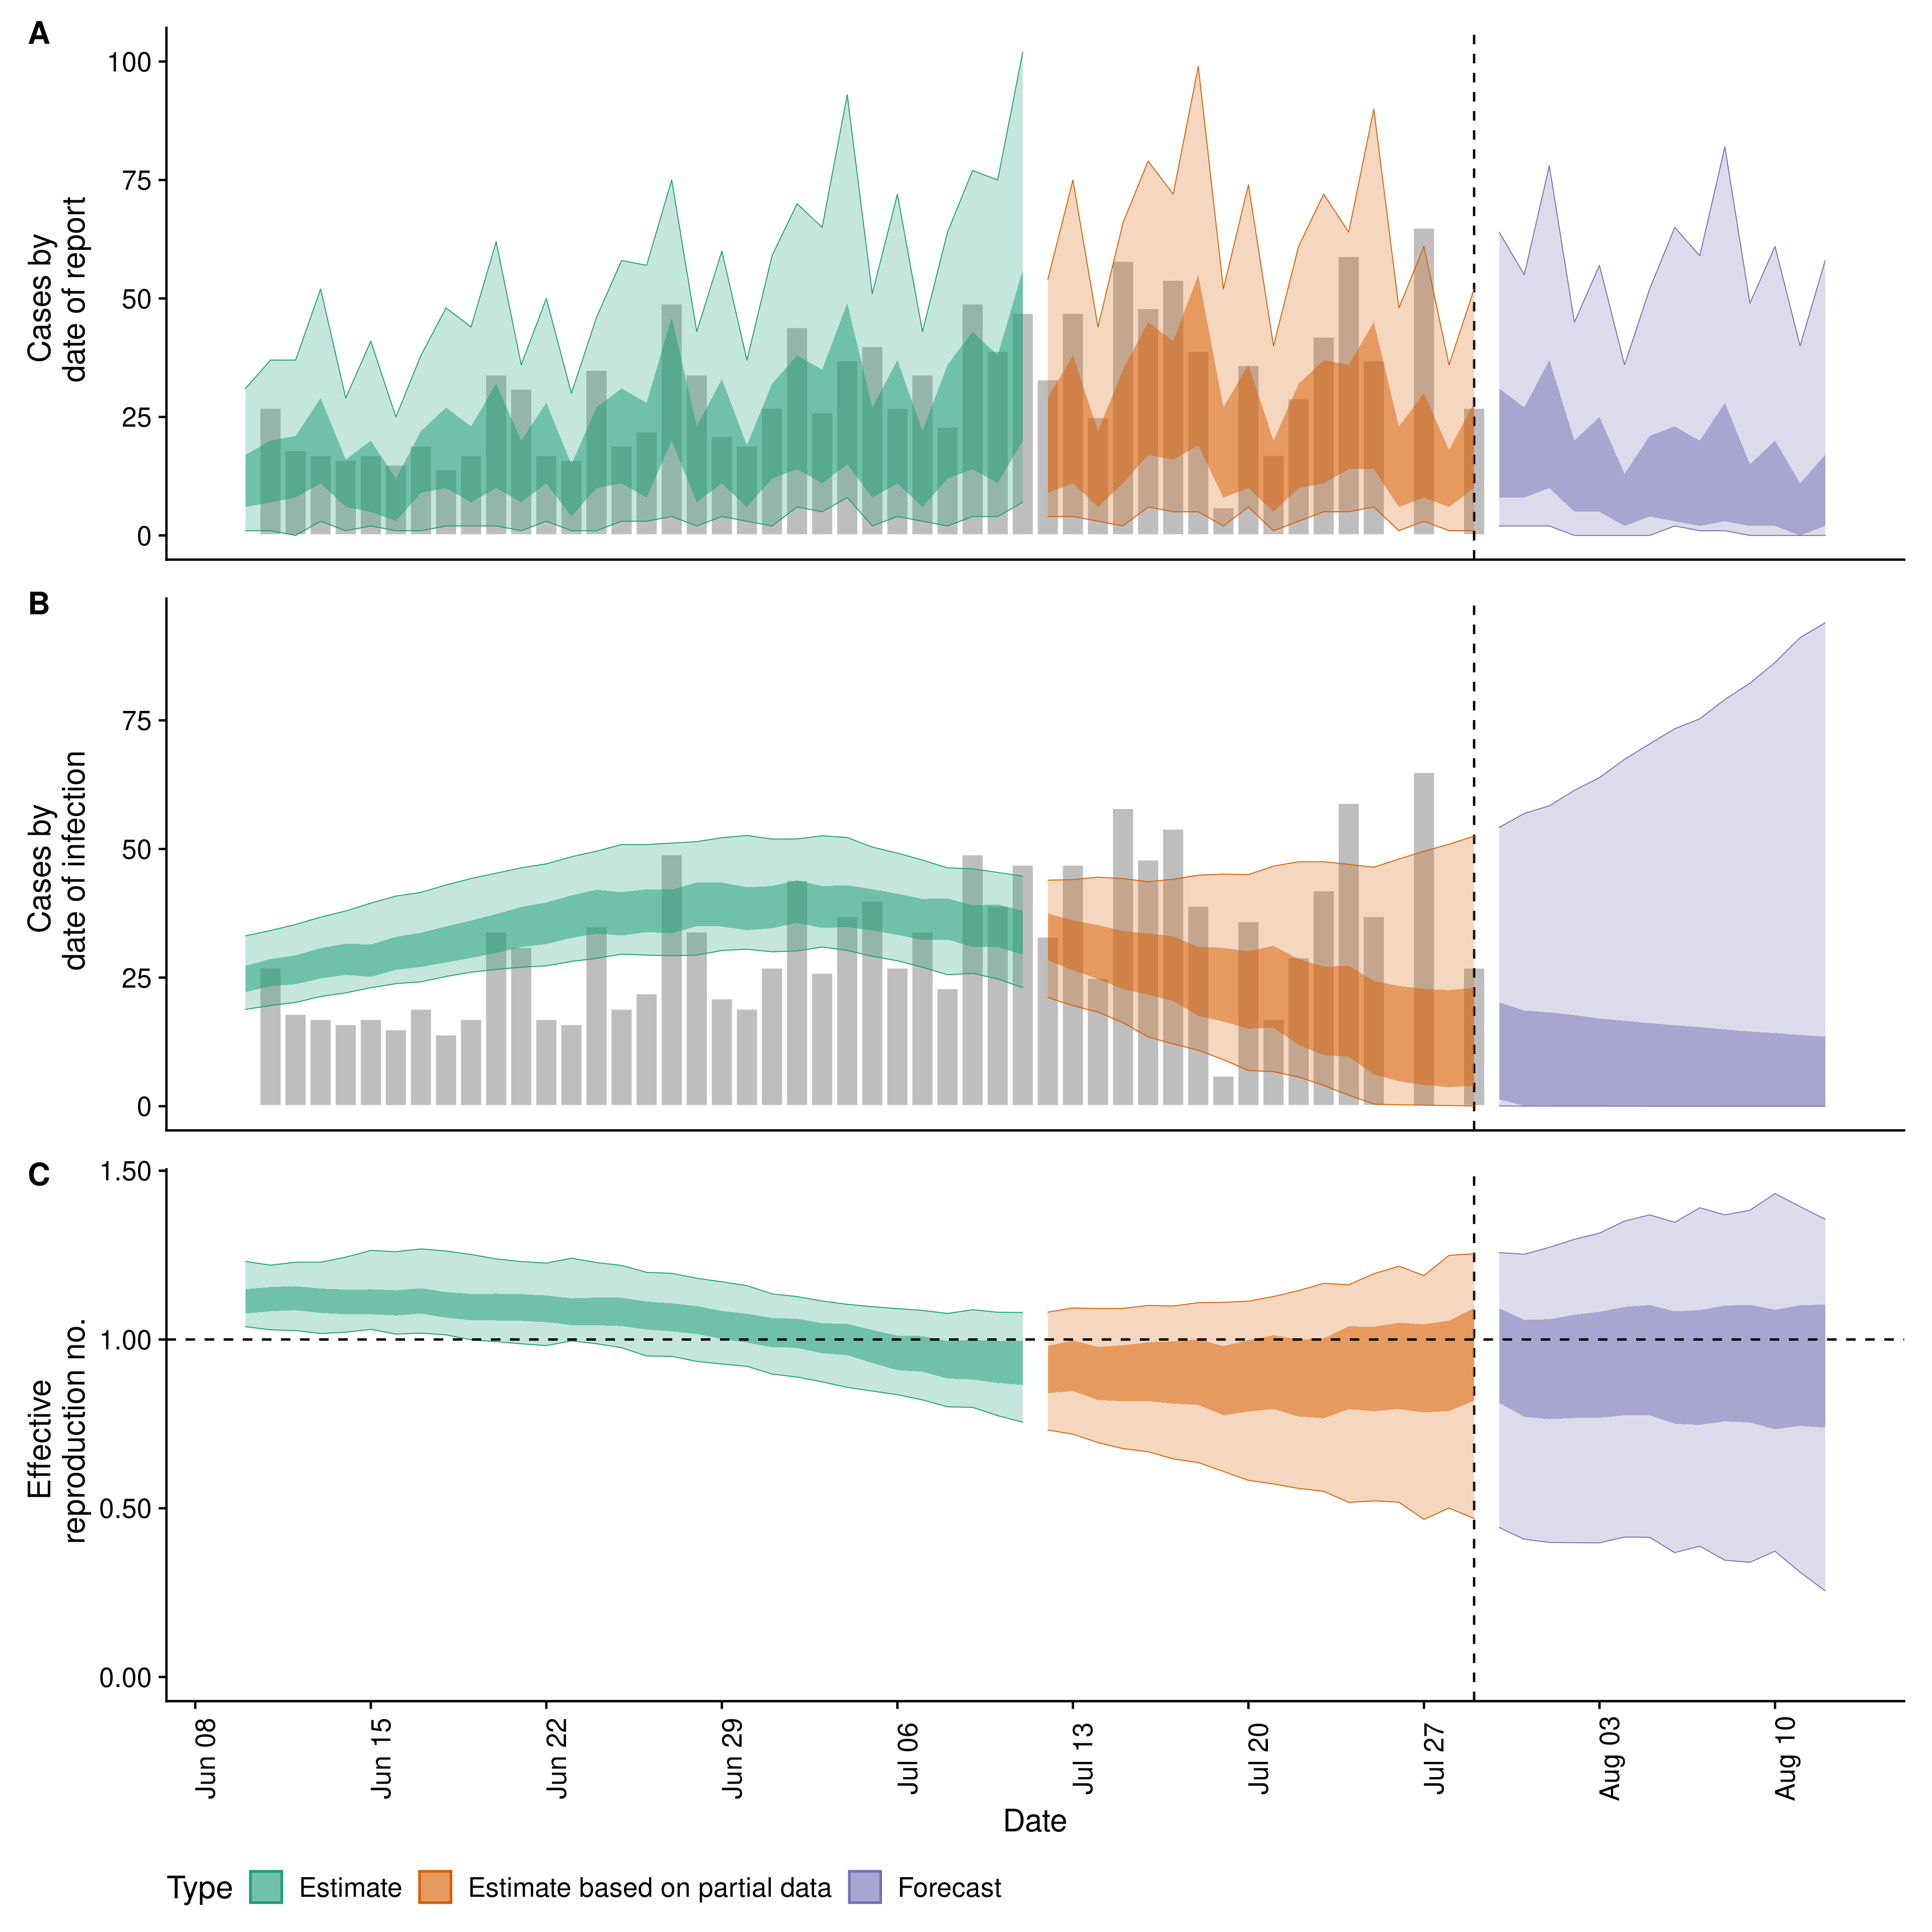 A
100
75
50
25
0
Cases by
date of report
B
75
50
25
0
Cases by
date of infection
C
1.50
1.00
0.50
0.00
Effective
reproduction no.
Jun 08
Jun 15
Jun 22
Jun 29
Jul 06
Jul 13
Jul 20
Jul 27
Aug 03
Aug 10
Date
Type Estimate Estimate based on partial data Forecast